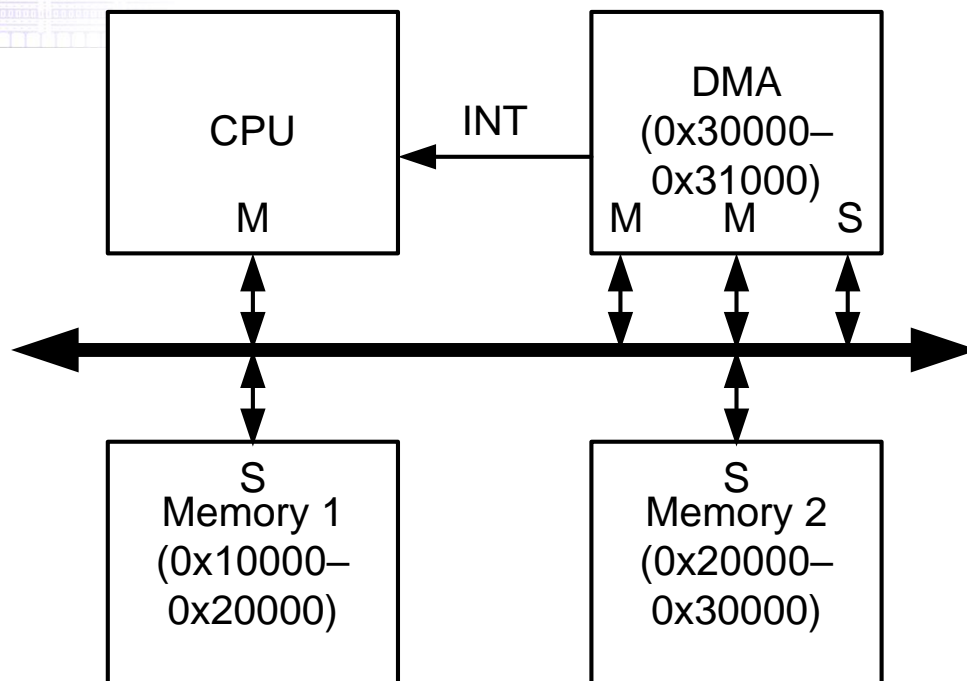 CPU
M
INT
DMA
(0x30000–
0x31000)
M M S
S
Memory 1
(0x10000–
0x20000)
S
Memory 2
(0x20000–
0x30000)